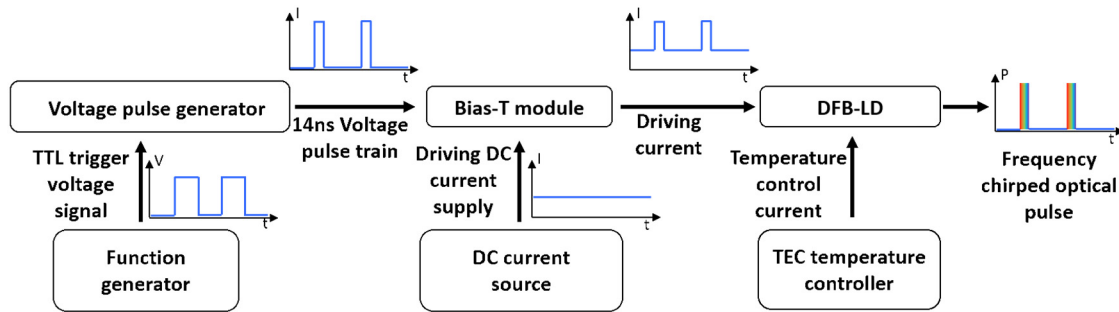 I
t
I
t
P
t
Voltage pulse generator
14ns Voltage
pulse train
Bias-T module
Driving
current
DFB-LD
Frequency
chirped optical
pulse
TTL trigger
voltage
signal
V
t
Driving DC
current
supply
I
t
Temperature
control
current
Function
generator
DC current
source
TEC temperature
controller